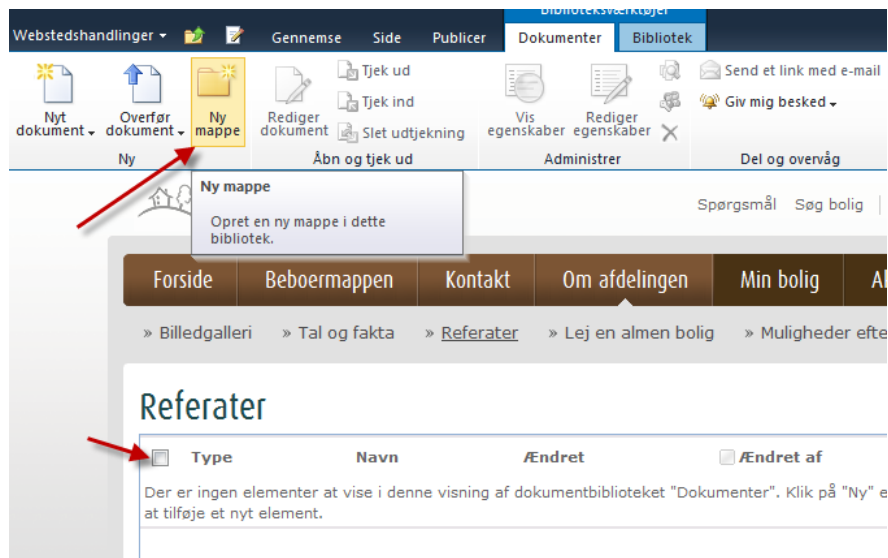 Biblioteksværktøjer
Webstedshandlinger Gennemse Side Publicer Dokumenter Bibliotek
Nyt dokument
Overfør dokument
Ny mappe
Rediger dokument
Tjek ud
Tjek ind
Slet udtjekning
Vis egenskaber
Rediger egenskaber
Send et link med e-mail
Giv mig besked
Ny Åbn og tjek ud Administrer Del og overvåg
Ny mappe
Opret en ny mappe i dette
bibliotek.
Spørgsmål Søg bolig
Forside Beboermappen Kontakt Om afdelingen Min bolig
» Billedgalleri » Tal og fakta » Referater » Lej en almen bolig » Muligheder efte
Referater
Type Navn Ændret Ændret af
Der er ingen elementer at vise i denne visning af dokumentbiblioteket "Dokumenter". Klik på "Ny" e
at tilføje et nyt element.